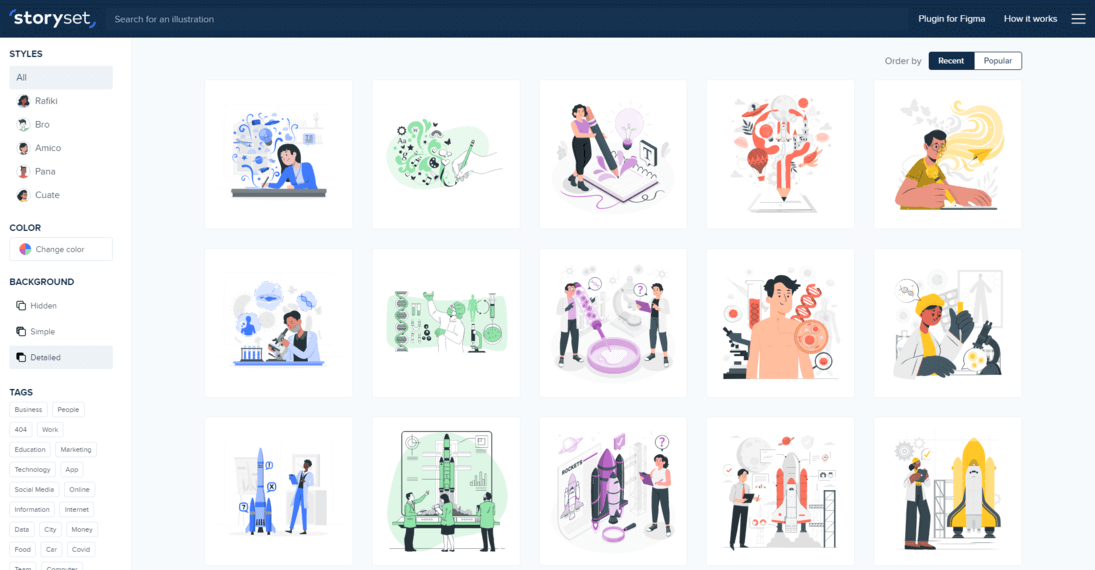 storyset
Search for an illustration
Plugin for Figma
How it works
STYLES
All
Rafiki
Bro
Amico
Pana
Cuate
COLOR
Change color
BACKGROUND
Hidden
Simple
Detailed
TAGS
Business People
404 Work
Education Marketing
Technology App
Social Media Online
Information Internet
Data City Money
Food Car Covid
Team Computer
Order by Recent Popular
Aa
T
?
ROCKETS
?
X
?
?